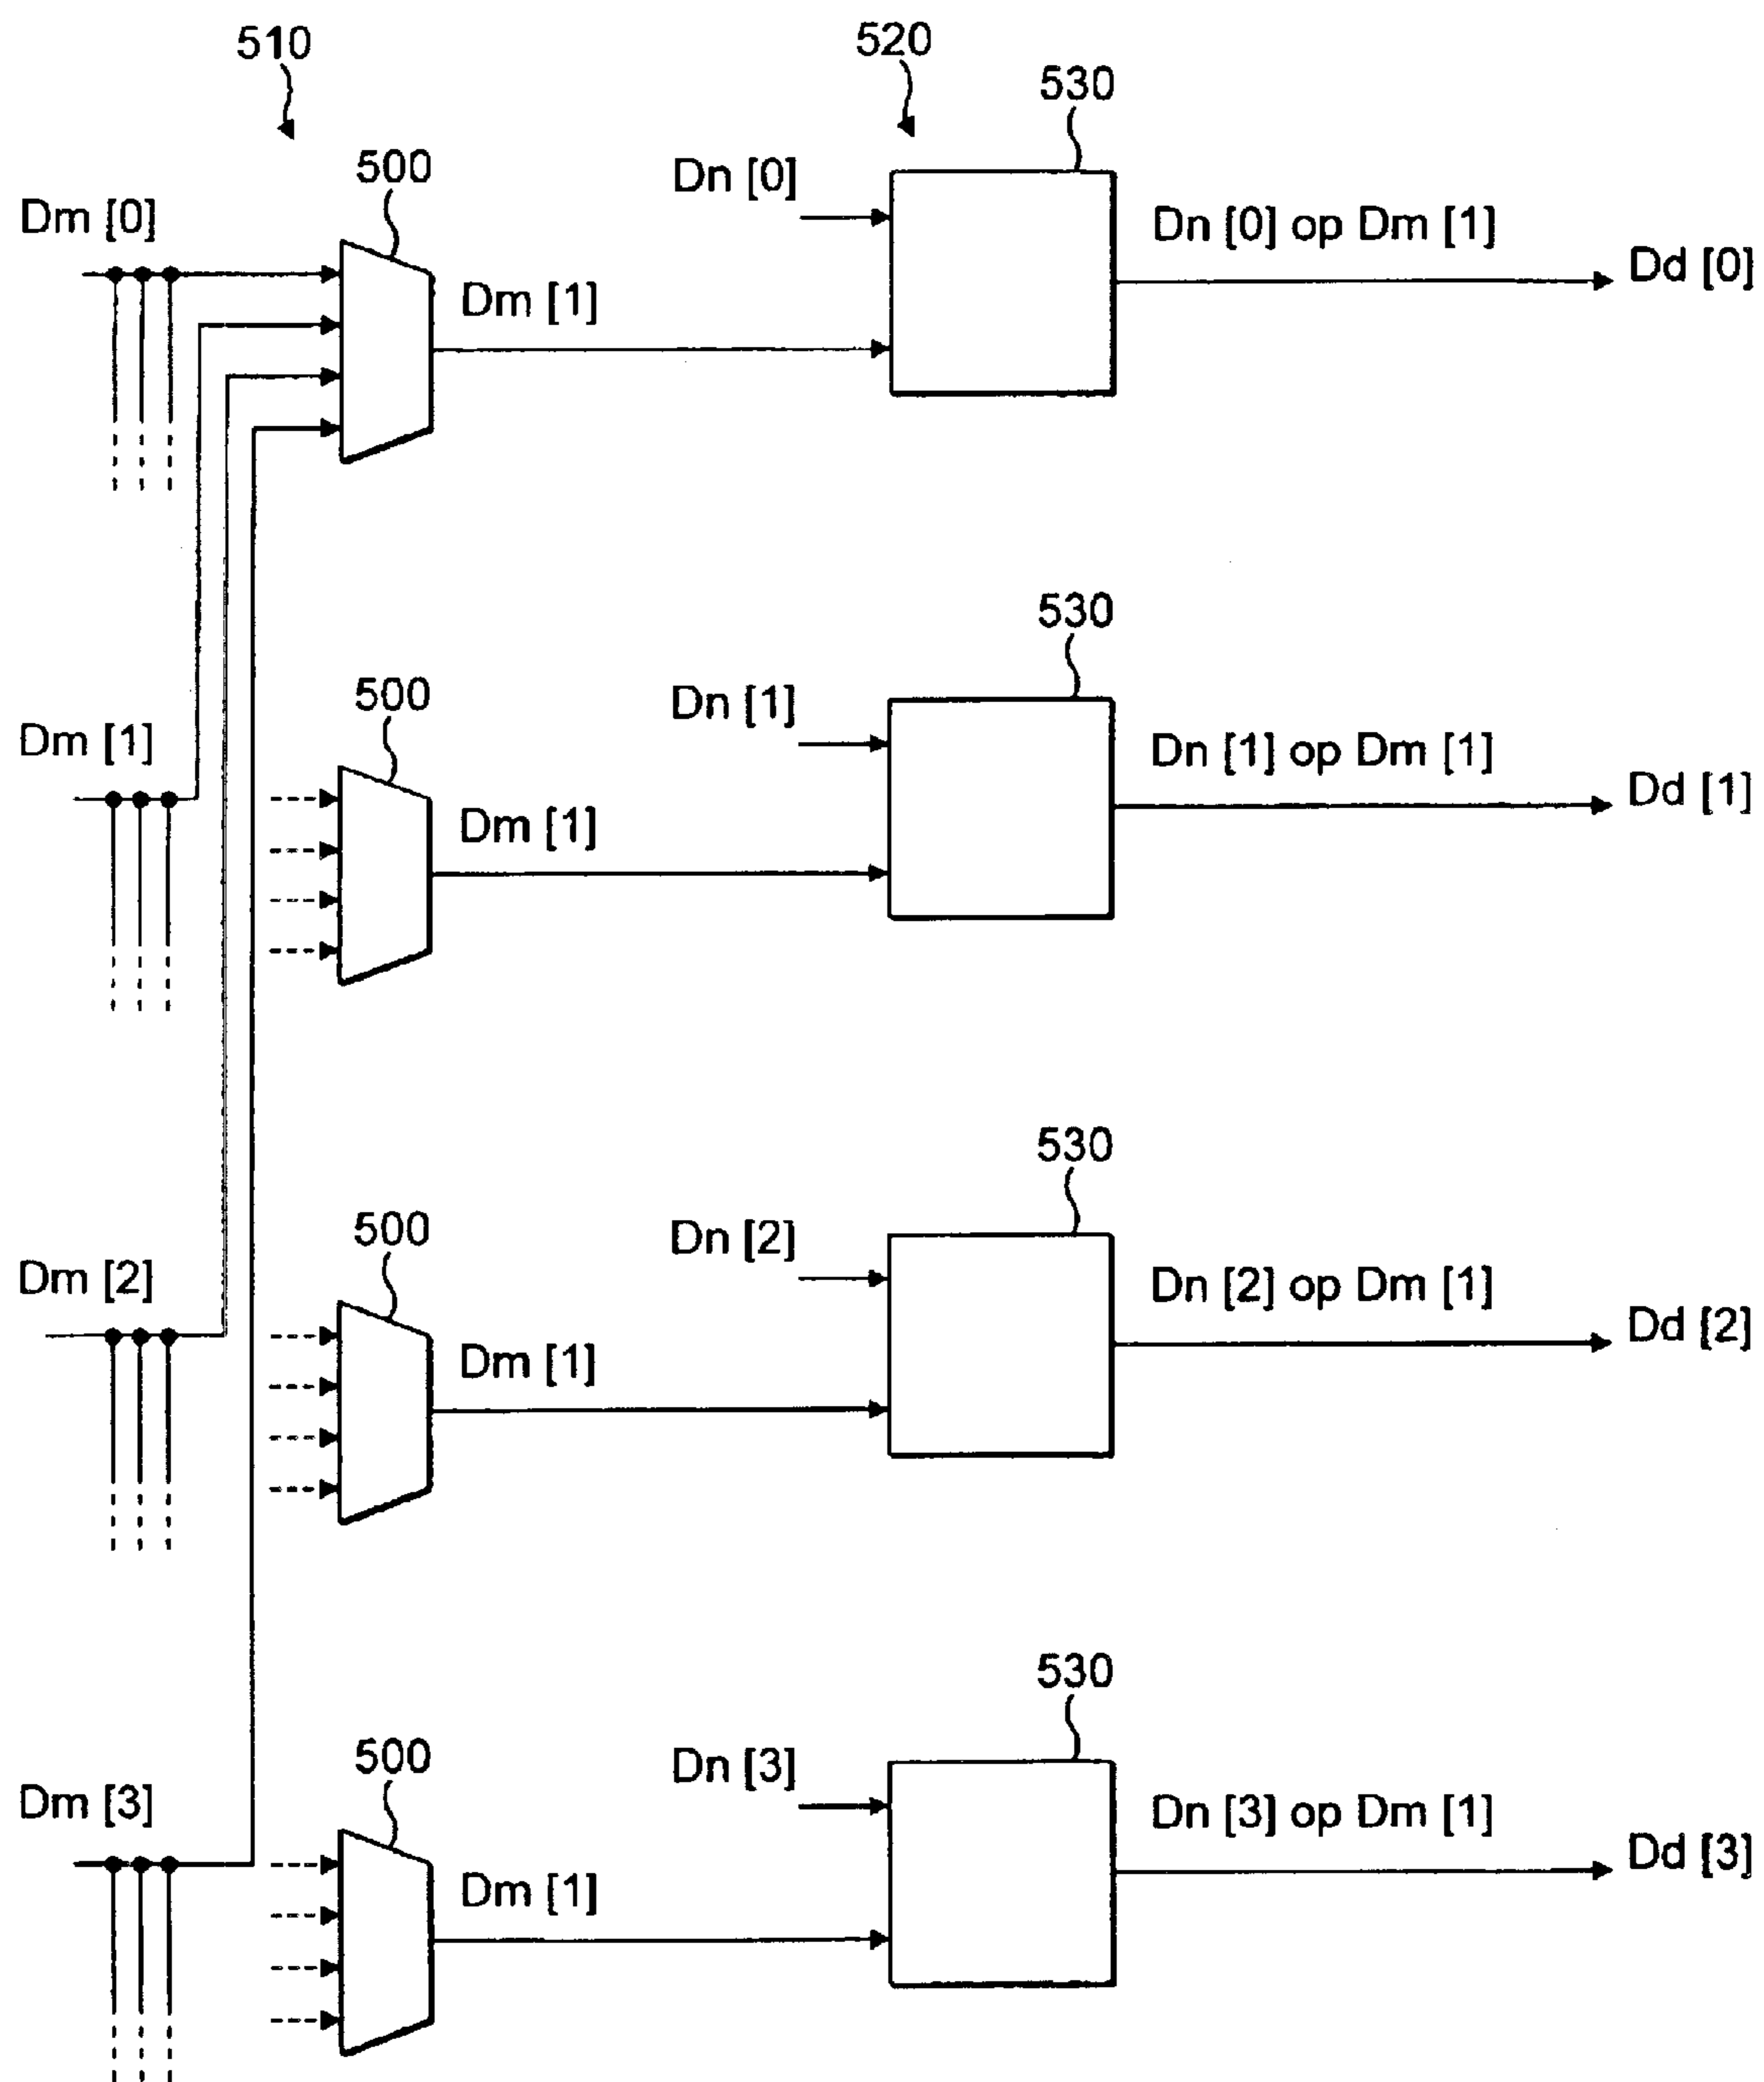 510
520
530
500
Dn [0]
Dm [0]
Dn [0] op Dm [1]
Dd [0]
Dm [1]
530
500
Dn [1]
Dm [1]
Dn [1] op Dm [1]
Dd [1]
Dm [1]
530
500
Dn [2]
Dm [2]
Dn [2] op Dm [1]
Dd [2]
Dm [1]
530
500
Dn [3]
Dm [3]
Dn [3] op Dm [1]
Dd [3]
Dm [1]